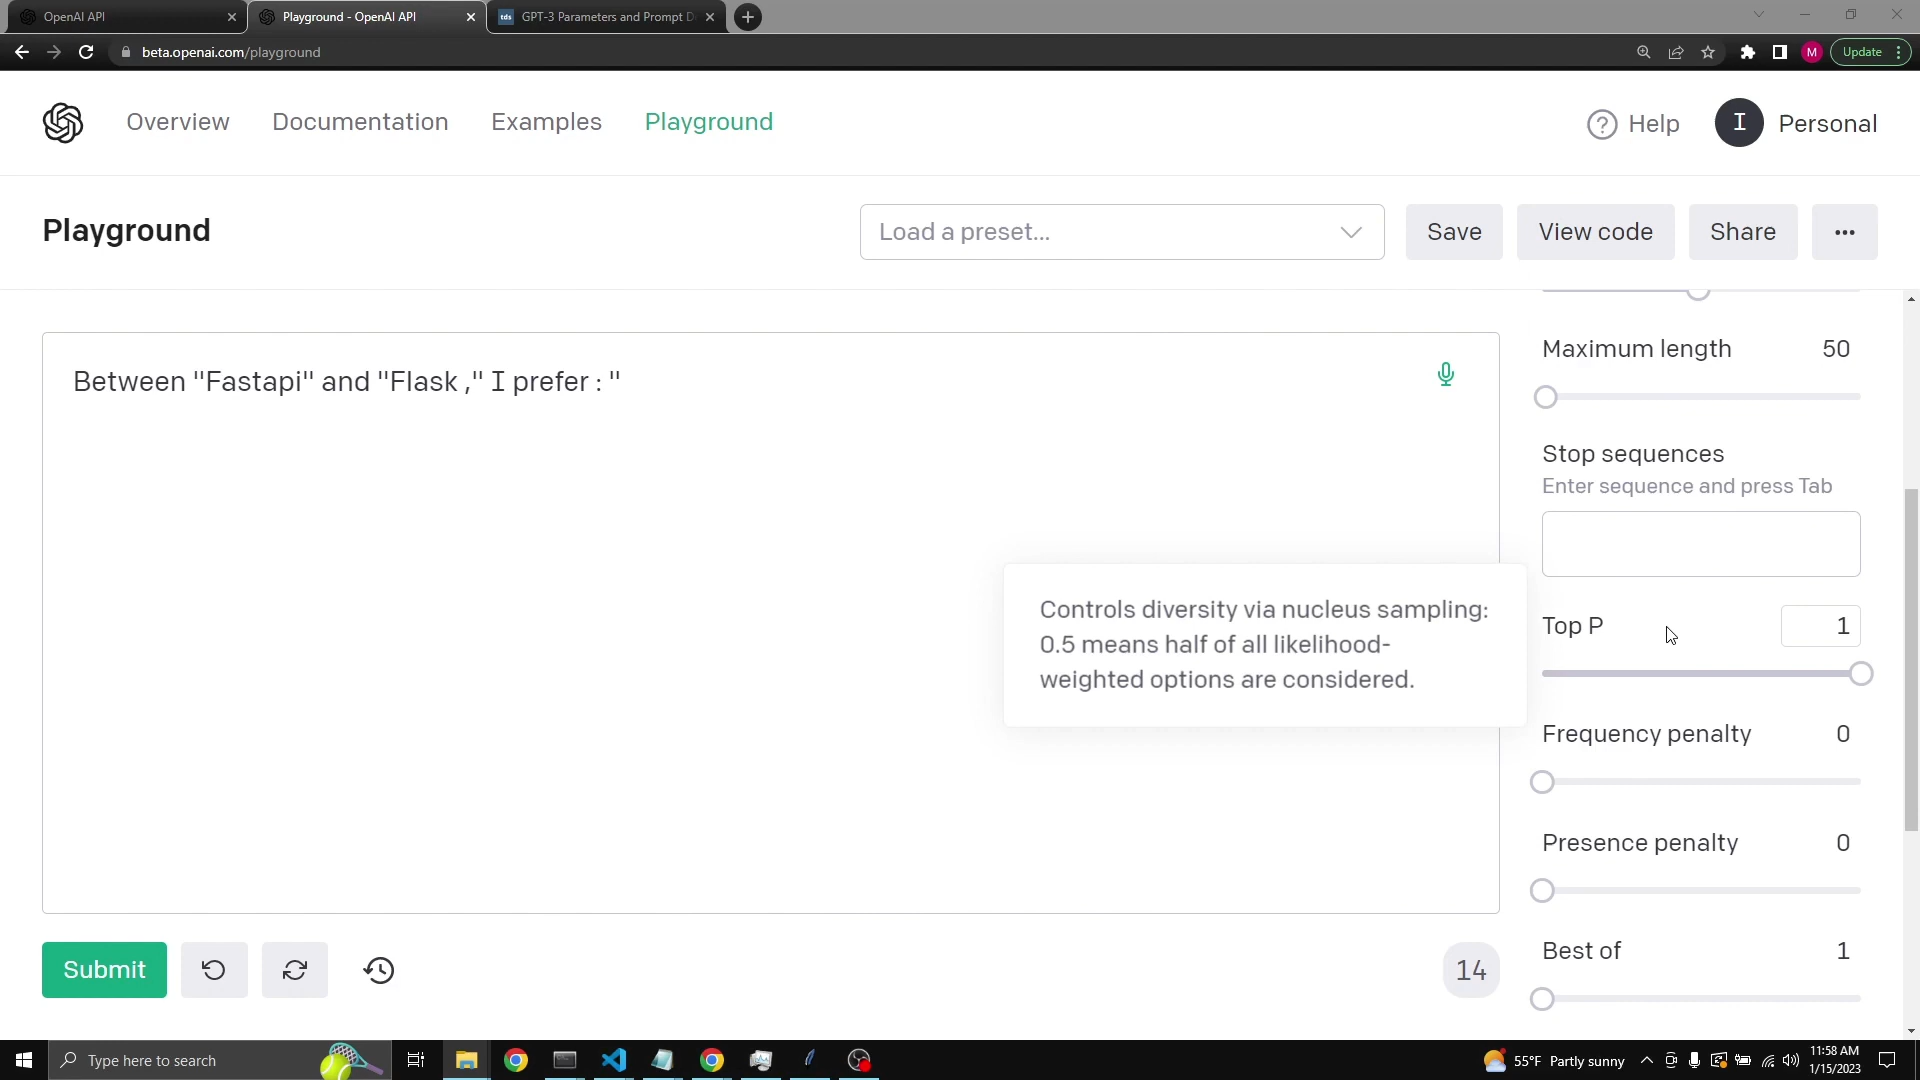 OpenAI API
Playground - OpenAI API
tds GPT-3 Parameters and Prompt D
beta.openai.com/playground
M
Update
Overview
Documentation
Examples
Playground
Help
I
Personal
Playground
Load a preset...
Save
View code
Share
Maximum length 50
Between "Fastapi" and "Flask ," I prefer : "
Stop sequences
Enter sequence and press Tab
Controls diversity via nucleus sampling:
0.5 means half of all likelihood-
weighted options are considered.
Top P 1
Frequency penalty 0
Presence penalty 0
Best of 1
Submit
14
Type here to search
55°F Partly sunny
11:58 AM
1/15/2023